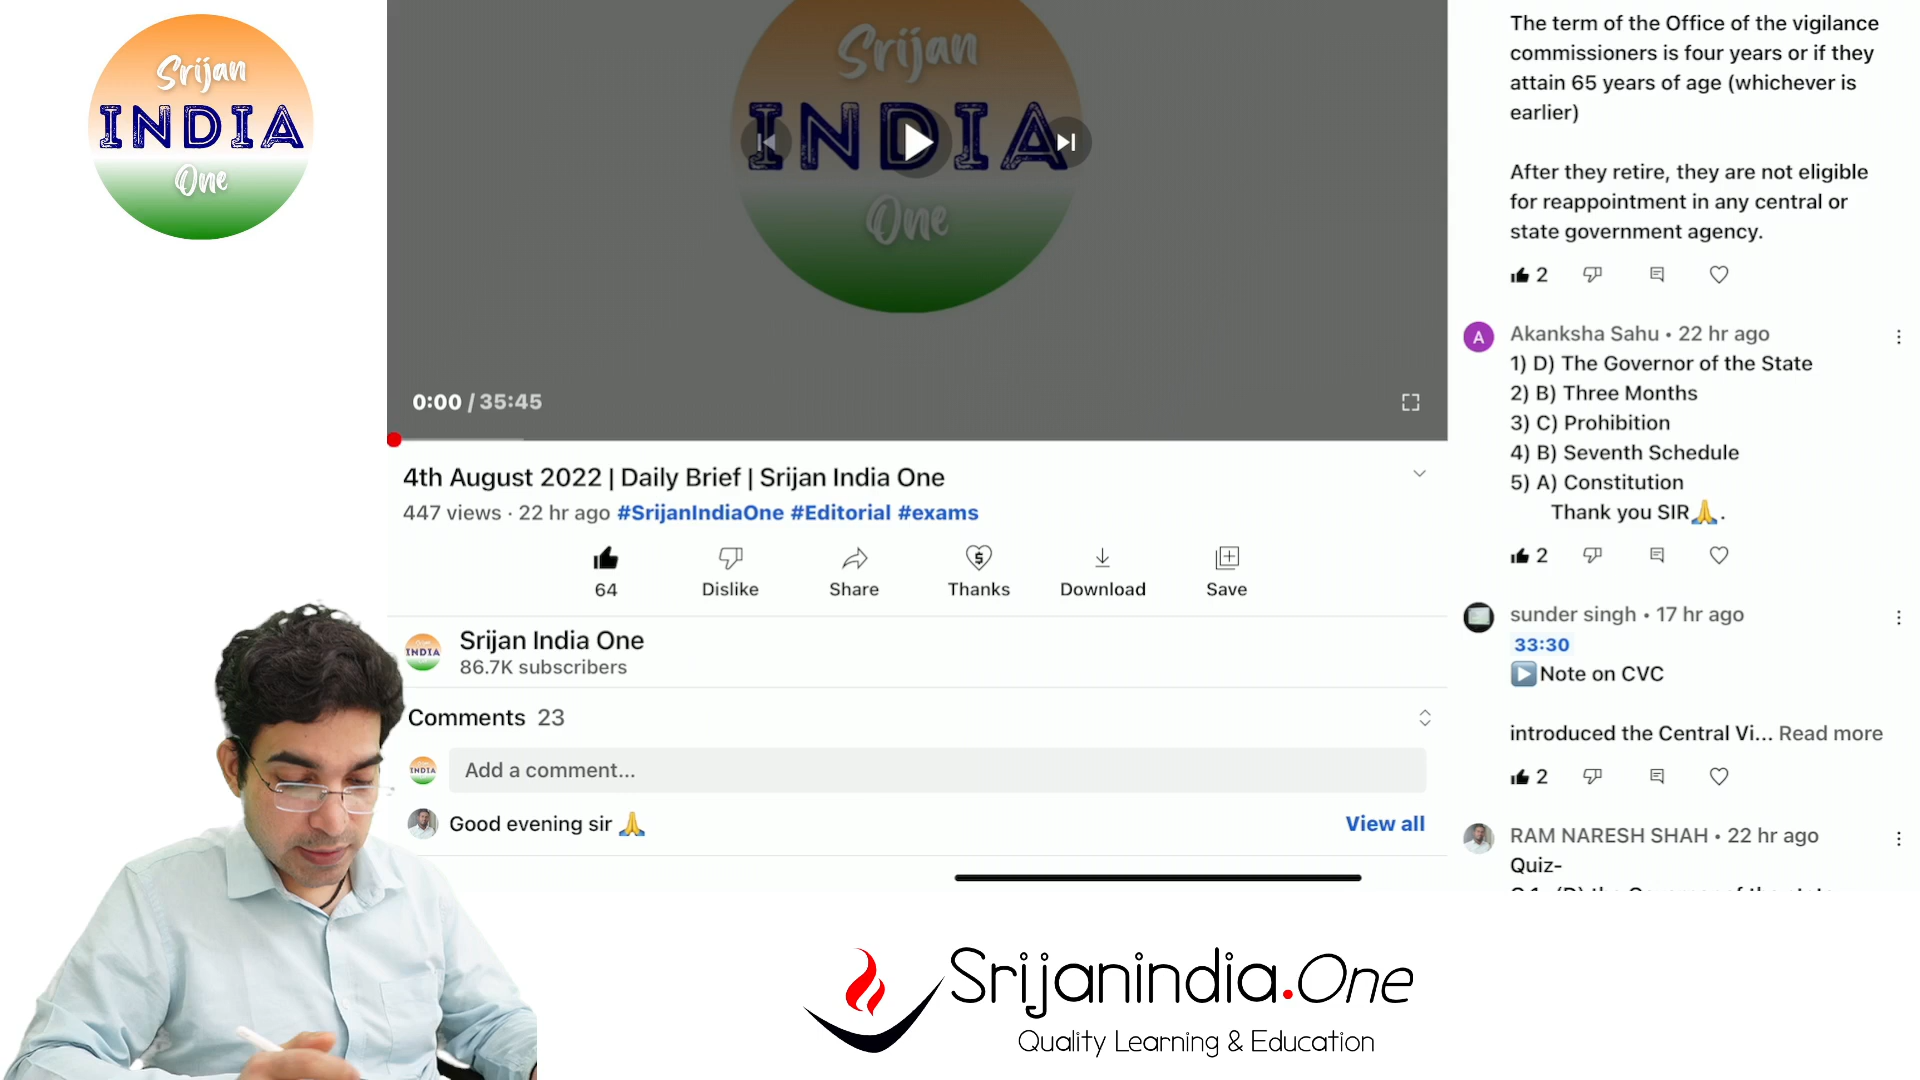 Srijan
INDIA
One
Srijan
INDIA
One
0:00 / 35:45
4th August 2022 | Daily Brief | Srijan India One
447 views · 22 hr ago #SrijanIndiaOne #Editorial #exams
64
Dislike
Share
Thanks
Download
Save
INDIA
Srijan India One
86.7K subscribers
Comments 23
INDIA
Add a comment...
Good evening sir 🙏
View all
The term of the Office of the vigilance
commissioners is four years or if they
attain 65 years of age (whichever is
earlier)
After they retire, they are not eligible
for reappointment in any central or
state government agency.
2
A
Akanksha Sahu • 22 hr ago
1) D) The Governor of the State
2) B) Three Months
3) C) Prohibition
4) B) Seventh Schedule
5) A) Constitution
Thank you SIR🙏.
2
sunder singh • 17 hr ago
33:30
▶️Note on CVC
introduced the Central Vi... Read more
2
RAM NARESH SHAH • 22 hr ago
Quiz-
Srijanindia.One
Quality Learning & Education